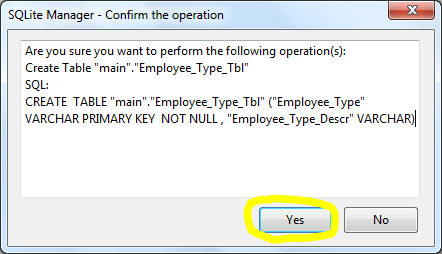 SQLite Manager - Confirm the operation
Are you sure you want to perform the following operation(s):
Create Table "main"."Employee_Type_Tbl"
SQL:
CREATE  TABLE "main"."Employee_Type_Tbl" ("Employee_Type"
VARCHAR PRIMARY KEY  NOT NULL , "Employee_Type_Descr" VARCHAR)
Yes
No